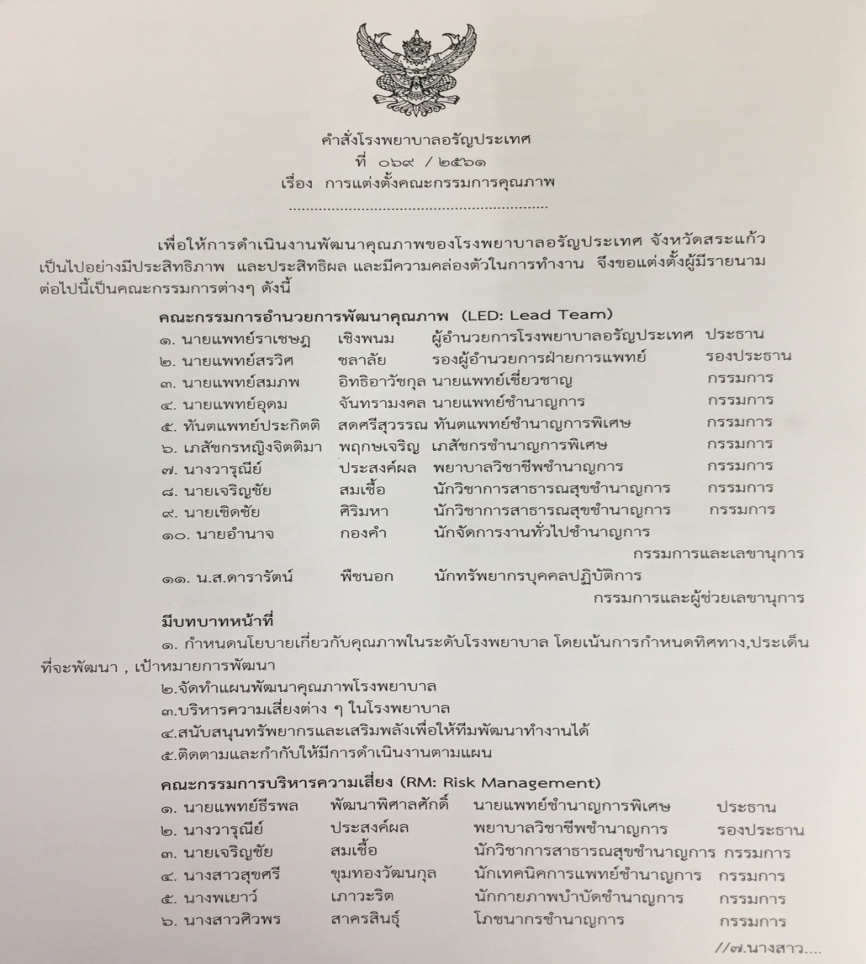 คำสั่งโรงพยาบาลอรัญประเทศ
ที่ ๐๖๙ / ๒๕๖๑
เรื่อง การแต่งตั้งคณะกรรมการคุณภาพ
เพื่อให้การดำเนินงานพัฒนาคุณภาพของโรงพยาบาลอรัญประเทศ จังหวัดสระแก้ว
เป็นไปอย่างมีประสิทธิภาพ และประสิทธิผล และมีความคล่องตัวในการทำงาน จึงขอแต่งตั้งผู้มีรายนาม
ต่อไปนี้เป็นคณะกรรมการต่างๆ ดังนี้
คณะกรรมการอำนวยการพัฒนาคุณภาพ (LED: Lead Team)
๑. นายแพทย์ราเชษฎ เชิงพนม ผู้อำนวยการโรงพยาบาลอรัญประเทศ ประธาน
๒. นายแพทย์สรวิศ ชลาลัย รองผู้อำนวยการฝ่ายการแพทย์ รองประธาน
๓. นายแพทย์สมภพ อิทธิอาวัชกุล นายแพทย์เชี่ยวชาญ กรรมการ
๔. นายแพทย์อุดม จันทรามงคล นายแพทย์ชำนาญการ กรรมการ
๕. ทันตแพทย์ประกิตติ สดศรีสุวรรณ ทันตแพทย์ชำนาญการพิเศษ กรรมการ
๖. เภสัชกรหญิงจิตติมา พฤกษเจริญ เภสัชกรชำนาญการพิเศษ กรรมการ
๗. นางวารุณีย์ ประสงค์ผล พยาบาลวิชาชีพชำนาญการ กรรมการ
๘. นายเจริญชัย สมเชื้อ นักวิชาการสาธารณสุขชำนาญการ กรรมการ
๙. นายเชิดชัย ศิริมหา นักวิชาการสาธารณสุขชำนาญการ กรรมการ
๑๐. นายอำนาจ กองคำ นักจัดการงานทั่วไปชำนาญการ
กรรมการและเลขานุการ
๑๑. น.ส.ดารารัตน์ พืชนอก นักทรัพยากรบุคคลปฏิบัติการ
กรรมการและผู้ช่วยเลขานุการ
มีบทบาทหน้าที่
๑. กำหนดนโยบายเกี่ยวกับคุณภาพในระดับโรงพยาบาล โดยเน้นการกำหนดทิศทาง,ประเด็น
ที่จะพัฒนา , เป้าหมายการพัฒนา
๒.จัดทำแผนพัฒนาคุณภาพโรงพยาบาล
๓.บริหารความเสี่ยงต่าง ๆ ในโรงพยาบาล
๔.สนับสนุนทรัพยากรและเสริมพลังเพื่อให้ทีมพัฒนาทำงานได้
๕.ติดตามและกำกับให้มีการดำเนินงานตามแผน
คณะกรรมการบริหารความเสี่ยง (RM: Risk Management)
๑. นายแพทย์ธีรพล พัฒนาพิศาลศักดิ์ นายแพทย์ชำนาญการพิเศษ ประธาน
๒. นางวารุณีย์ ประสงค์ผล พยาบาลวิชาชีพชำนาญการ รองประธาน
๓. นายเจริญชัย สมเชื้อ นักวิชาการสาธารณสุขชำนาญการ กรรมการ
๔. นางสาวสุขศรี ขุมทองวัฒนกุล นักเทคนิคการแพทย์ชำนาญการ กรรมการ
๕. นางพเยาว์ เภาวะริต นักกายภาพบำบัดชำนาญการ กรรมการ
๖. นางสาวศิวพร สาครสินธุ์ โภชนากรชำนาญการ กรรมการ
//๗.นางสาว....